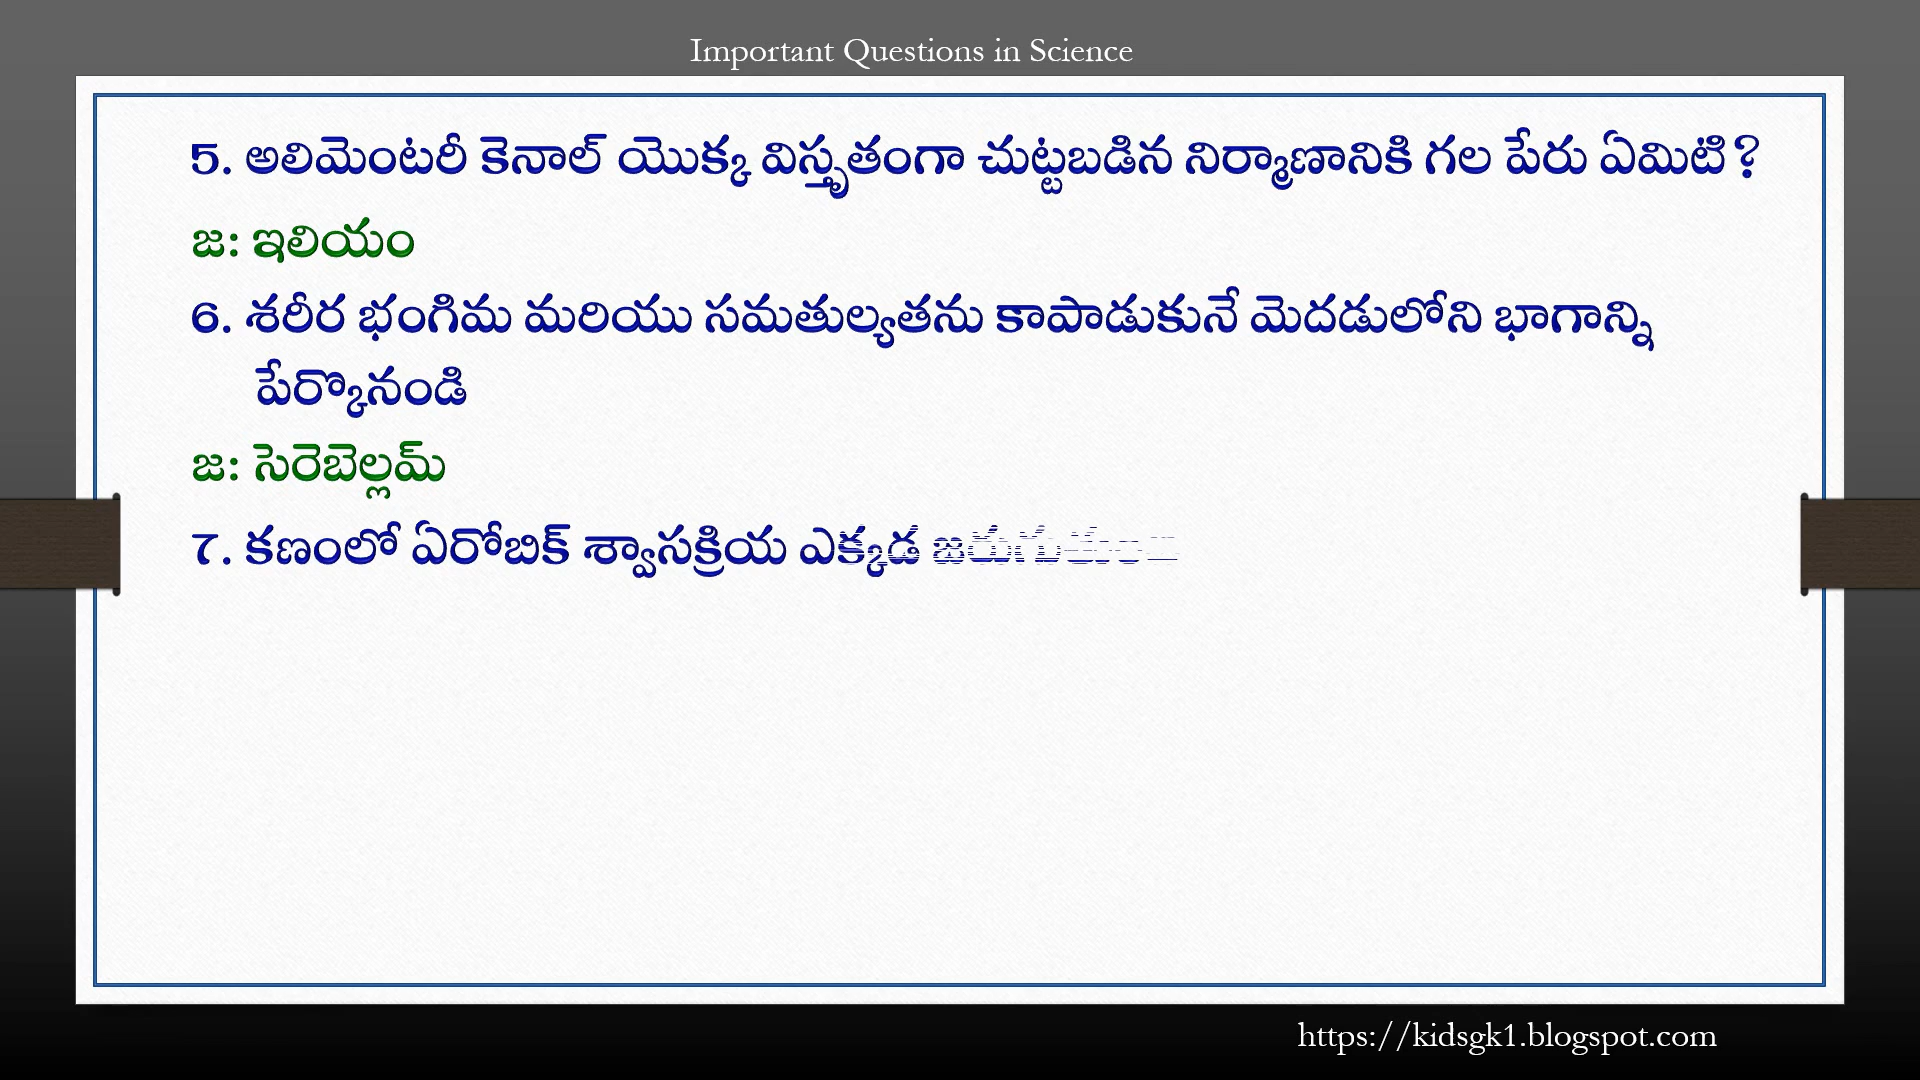 Important Questions in Science
5. అలిమెంటరీ కెనాల్ యొక్క విస్తృతంగా చుట్టబడిన నిర్మాణానికి గల పేరు ఏమిటి?
జ: ఇలియం
6. శరీర భంగిమ మరియు సమతుల్యతను కాపాడుకునే మెదడులోని భాగాన్ని
పేర్కొనండి
జ: సెరెబెల్లమ్
7. కణంలో ఏరోబిక్ శ్వాసక్రియ ఎక్కడ
https://kidsgk1.blogspot.com